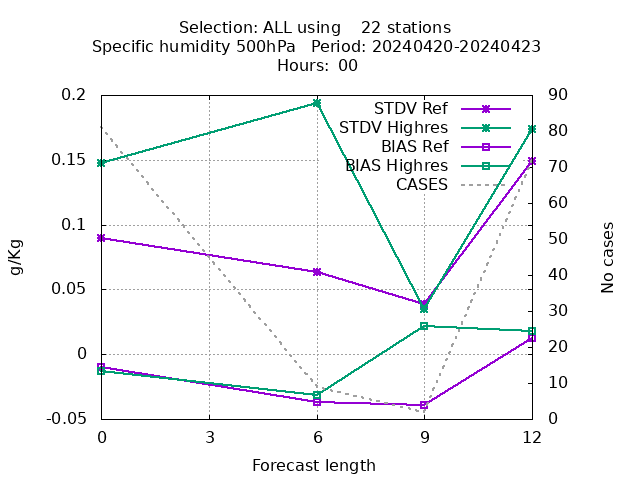 Selection: ALL using    22 stations
Specific humidity 500hPa   Period: 20240420-20240423
Hours: 00
0.2
0.15
0.1
0.05
0
-0.05
g/Kg
STDV Ref
STDV Highres
BIAS Ref
BIAS Highres
CASES
90
80
70
60
50
40
30
20
10
0
No cases
0 3 6 9 12
Forecast length